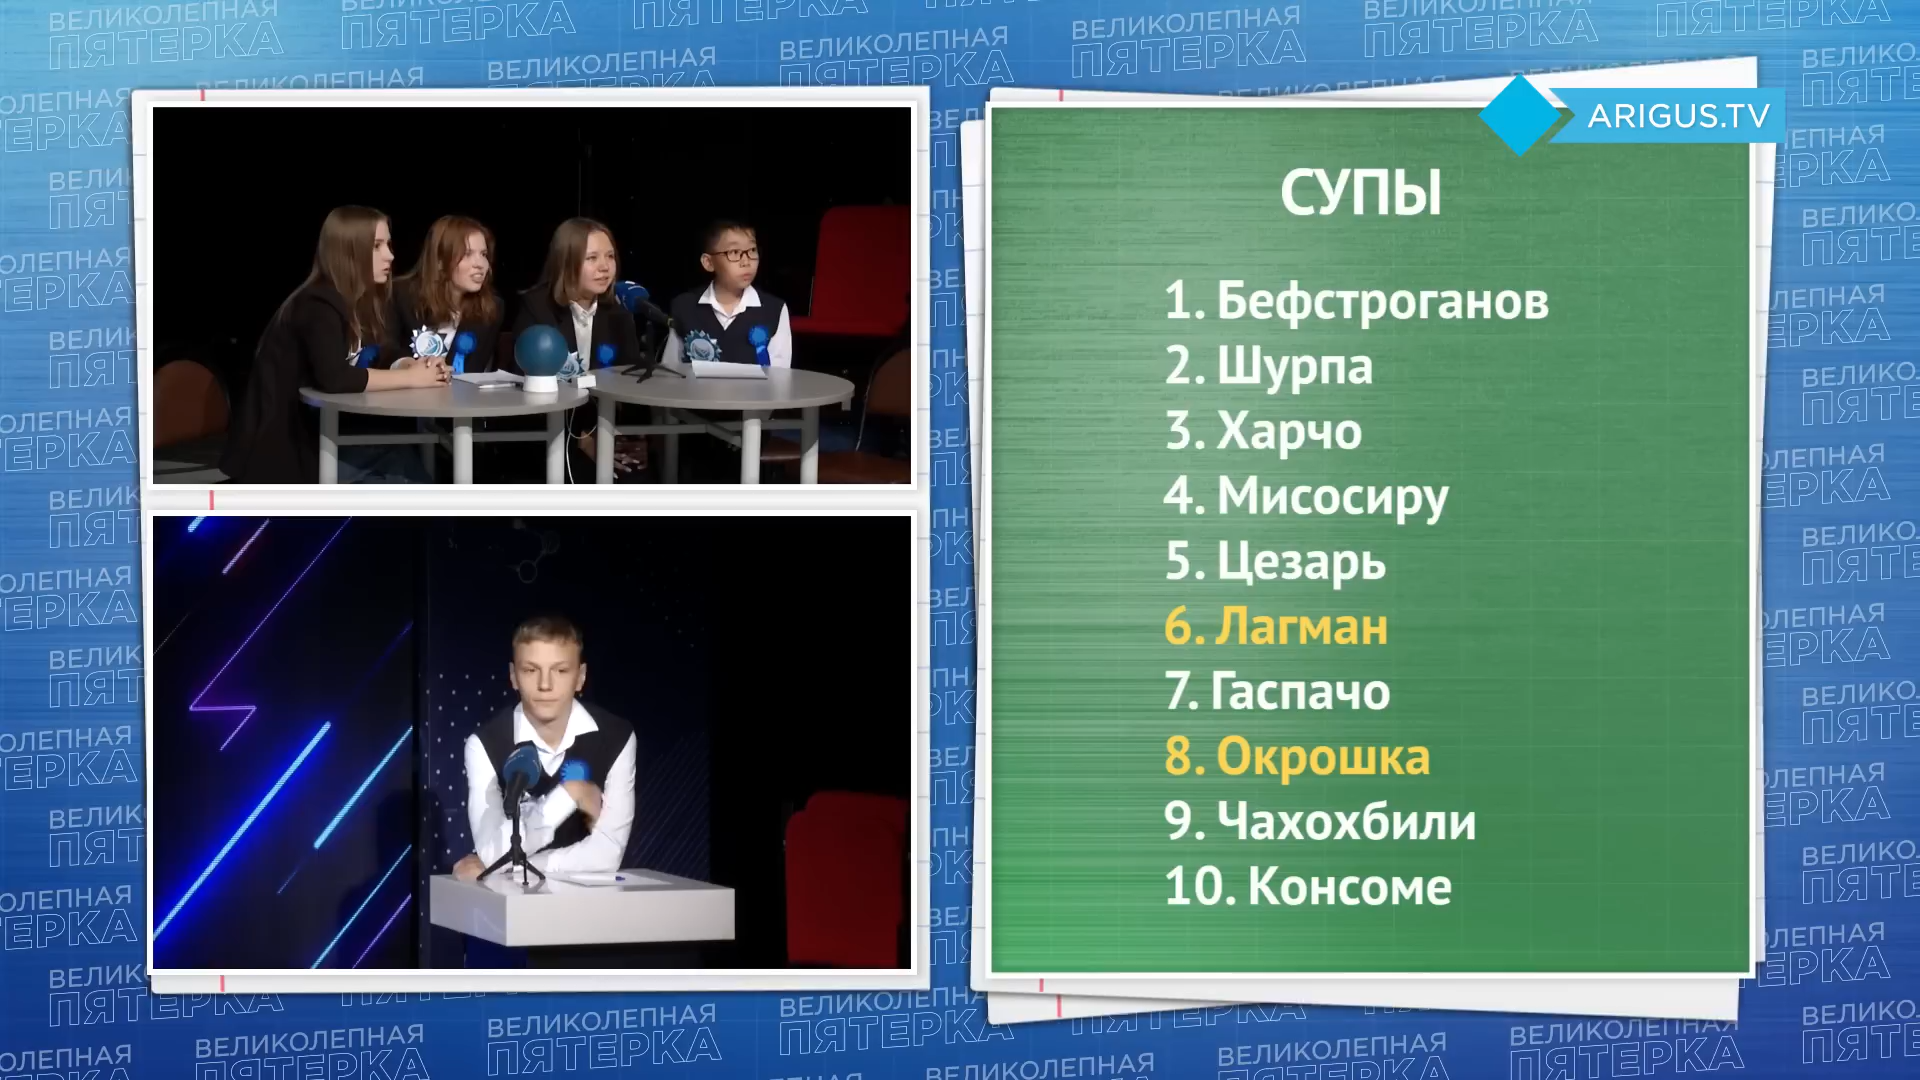 ВЕЛИКОЛЕПНАЯ
ПЯТЕРКА
ARIGUS.TV
СУПЫ
1. Бефстроганов
2. Шурпа
3. Харчо
4. Мисосиру
5. Цезарь
6. Лагман
7. Гаспачо
8. Окрошка
9. Чахохбили
10. Консоме